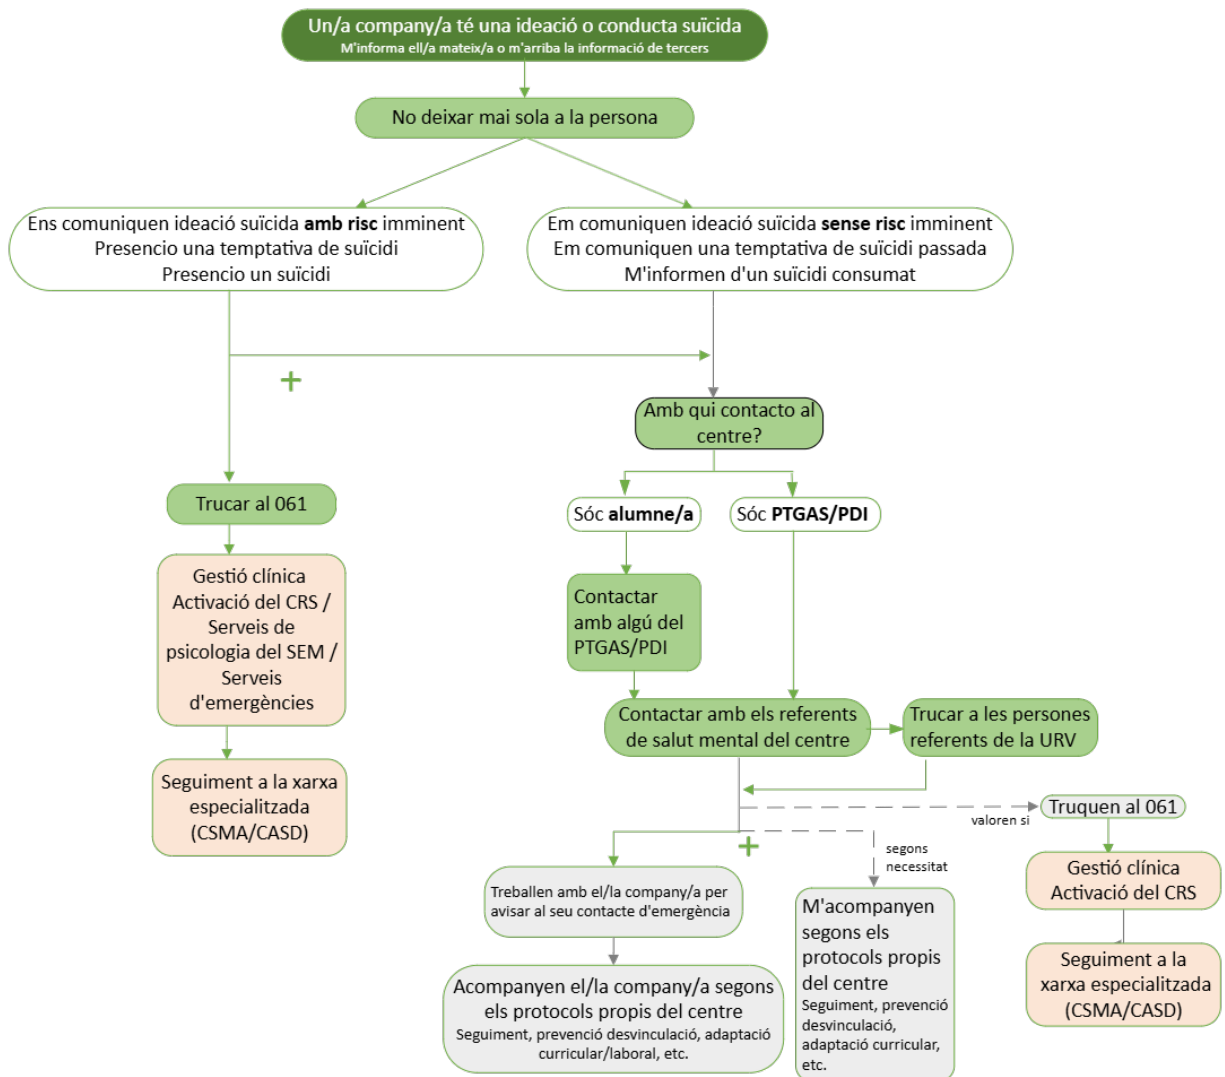 Un/a company/a té una ideació o conducta suïcida
M'informa ell/a mateix/a o m'arriba la informació de tercers
No deixar mai sola a la persona
Ens comuniquen ideació suïcida amb risc imminent
Presencio una temptativa de suïcidi
Presencio un suïcidi
Em comuniquen ideació suïcida sense risc imminent
Em comuniquen una temptativa de suïcidi passada
M'informen d'un suïcidi consumat
+
Trucar al 061
Gestió clínica
Activació del CRS /
Serveis de
psicologia del SEM /
Serveis
d'emergències
Seguiment a la xarxa
especialitzada
(CSMA/CASD)
Amb qui contacto al
centre?
Sóc alumne/a
Sóc PTGAS/PDI
Contactar
amb algú del
PTGAS/PDI
Contactar amb els referents
de salut mental del centre
Trucar a les persones
referents de la URV
valoren si
Truquen al 061
Gestió clínica
Activació del CRS
Seguiment a la
xarxa especialitzada
(CSMA/CASD)
+
segons
necessitat
Treballen amb el/la company/a per
avisar al seu contacte d'emergència
Acompanyen el/la company/a segons
els protocols propis del centre
Seguiment, prevenció desvinculació, adaptació
curricular/laboral, etc.
M'acompanyen
segons els
protocols propis
del centre
Seguiment, prevenció
desvinculació,
adaptació curricular,
etc.